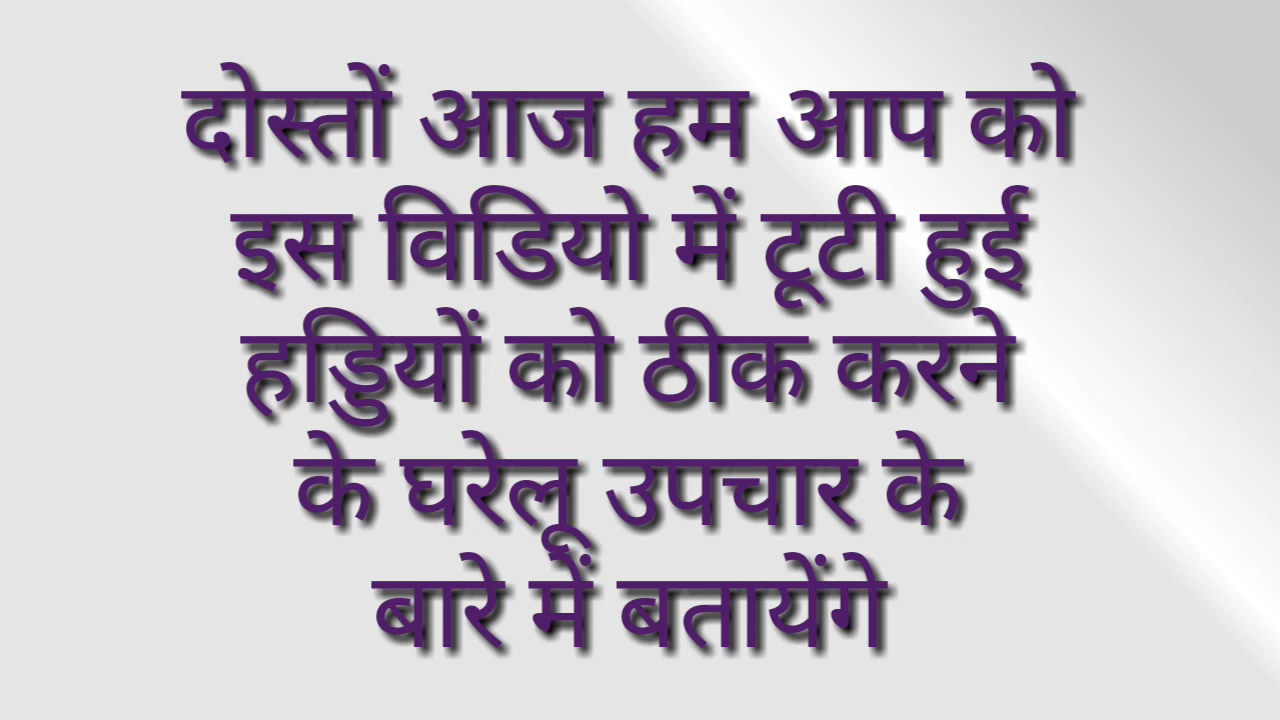 दोस्तों आज हम आप को
इस विडियो में टूटी हुई
हड्डियों को ठीक करने
के घरेलू उपचार के
बारे में बतायेंगे